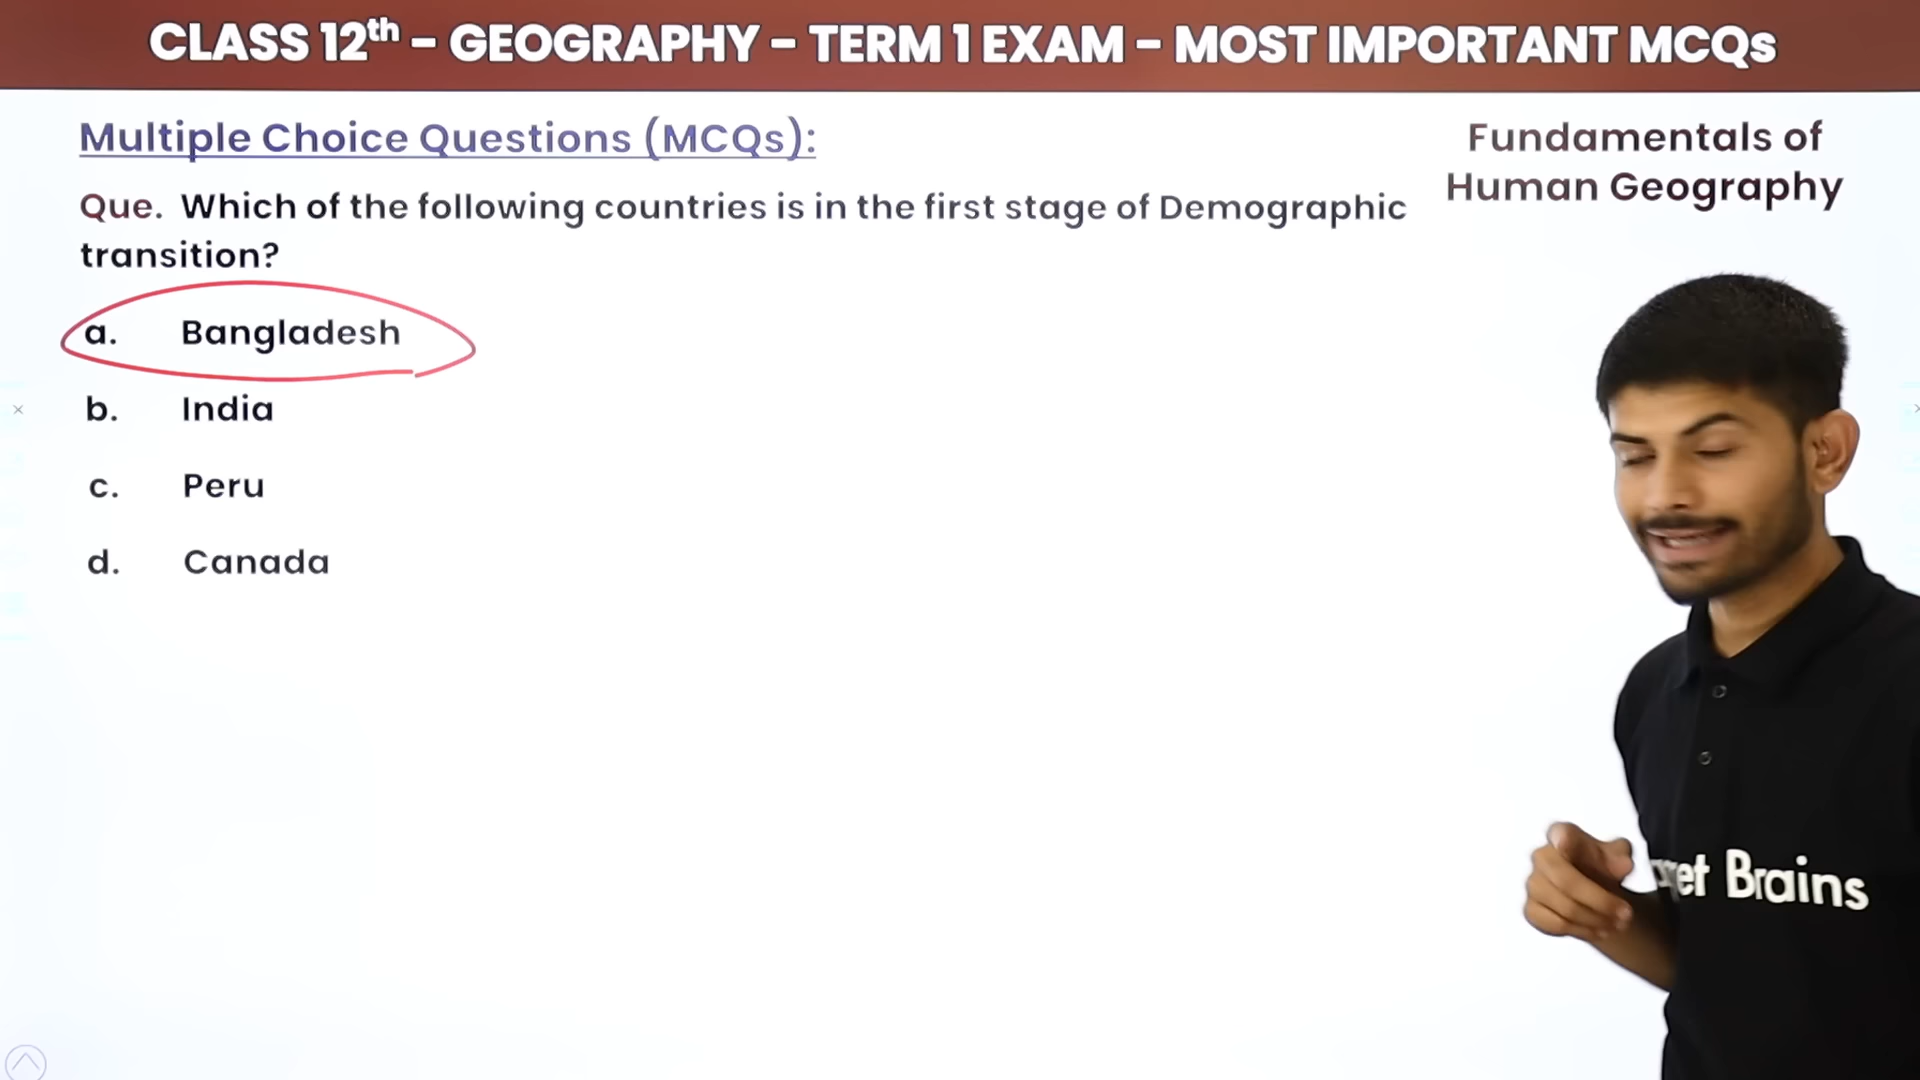 CLASS 12th - GEOGRAPHY - TERM 1 EXAM - MOST IMPORTANT MCQs
Multiple Choice Questions (MCQs):
Fundamentals of
Human Geography
Que. Which of the following countries is in the first stage of Demographic
transition?
a. Bangladesh
b. India
c. Peru
d. Canada
Brains